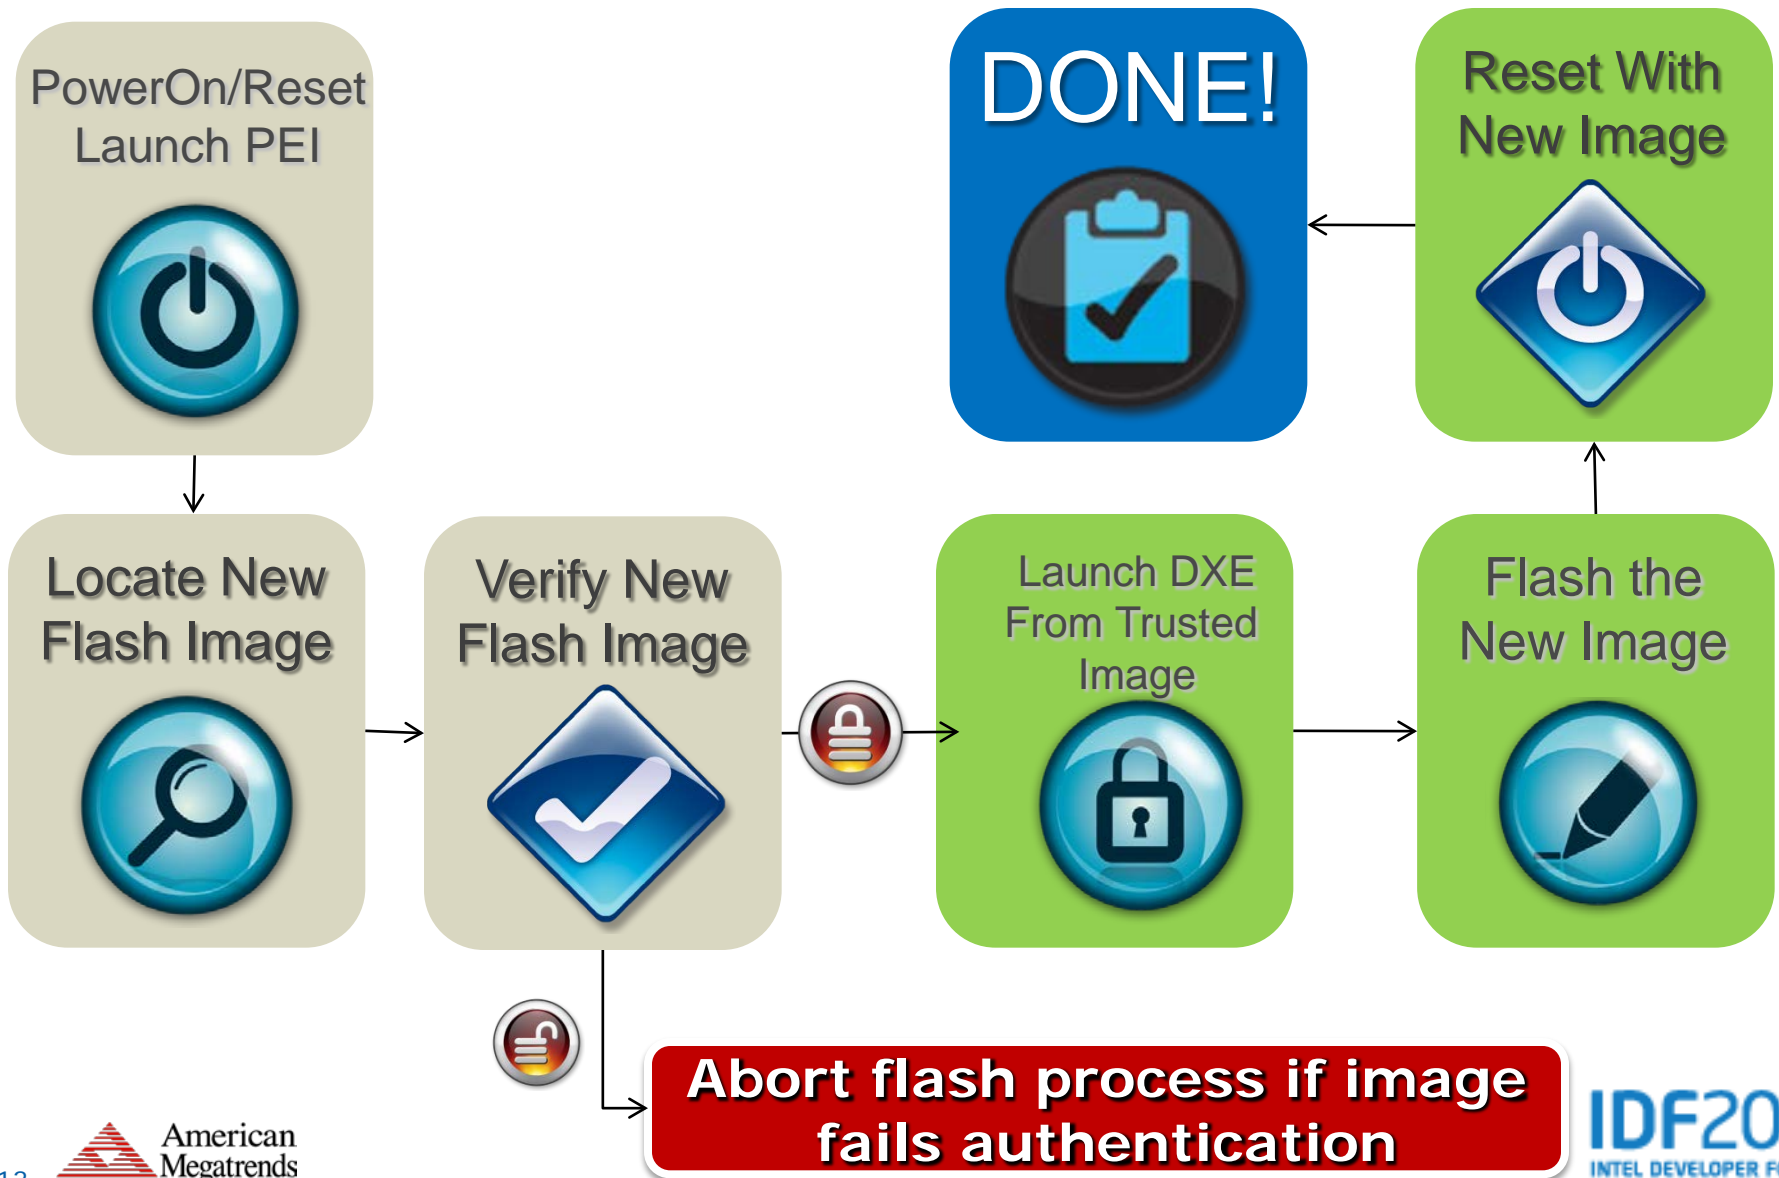 PowerOn/Reset
Launch PEI
DONE!
Reset With
New Image
Locate New
Flash Image
Verify New
Flash Image
Launch DXE
From Trusted
Image
Flash the
New Image
Abort flash process if image
fails authentication
American
Megatrends
IDF20
INTEL DEVELOPER FO